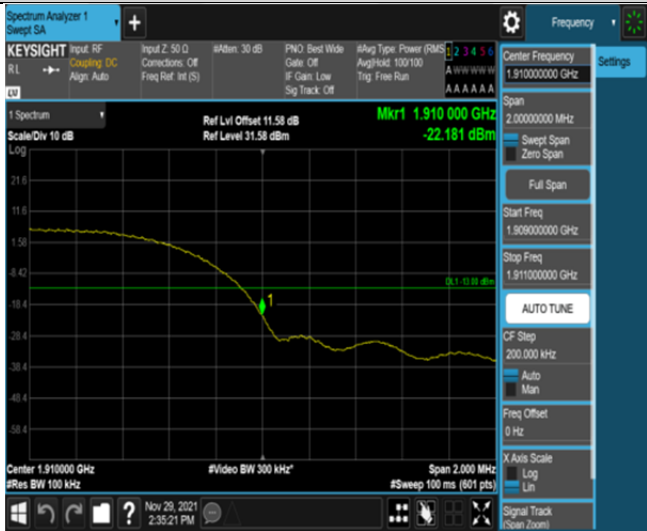 Spectrum Analyzer 1
Swept SA
Frequency
KEYSIGHT
Input: RF
Coupling: DC
Align: Auto
RL
LXI
Input Z: 50 Ω
Corrections: Off
Freq Ref: Int (S)
#Atten: 30 dB
PNO: Best Wide
Gate: Off
IF Gain: Low
Sig Track: Off
#Avg Type: Power (RMS
Avg|Hold: 100/100
Trig: Free Run
1 2 3 4 5 6
A W W W W W
A A A A A A
1 Spectrum
Scale/Div 10 dB
Log
Ref Lvl Offset 11.58 dB
Ref Level 31.58 dBm
Mkr1 1.910 000 GHz
-22.181 dBm
21.6
11.6
1.58
-8.42
-18.4
-28.4
-38.4
-48.4
-58.4
DL1 -13.00 dBm
1
Center 1.910000 GHz
#Res BW 100 kHz
#Video BW 300 kHz*
Span 2.000 MHz
#Sweep 100 ms (601 pts)
Nov 29, 2021
2:35:21 PM
Center Frequency
1.910000000 GHz
Settings
Span
2.00000000 MHz
Swept Span
Zero Span
Full Span
Start Freq
1.909000000 GHz
Stop Freq
1.911000000 GHz
AUTO TUNE
CF Step
200.000 kHz
Auto
Man
Freq Offset
0 Hz
X Axis Scale
Log
Lin
Signal Track
(Span Zoom)